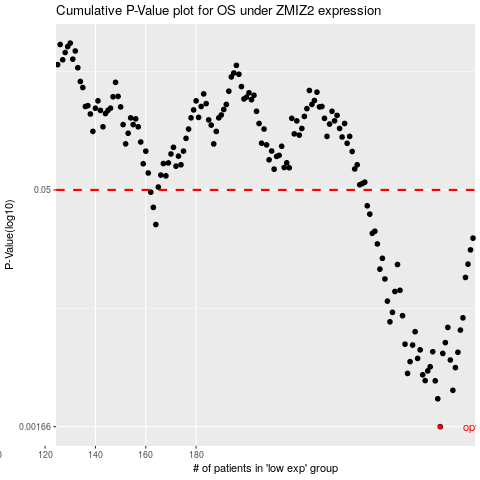 Cumulative P-Value plot for OS under ZMIZ2 expression
P-Value(log10)
0.05
0.00166
op
0 120 140 160 180
# of patients in 'low exp' group